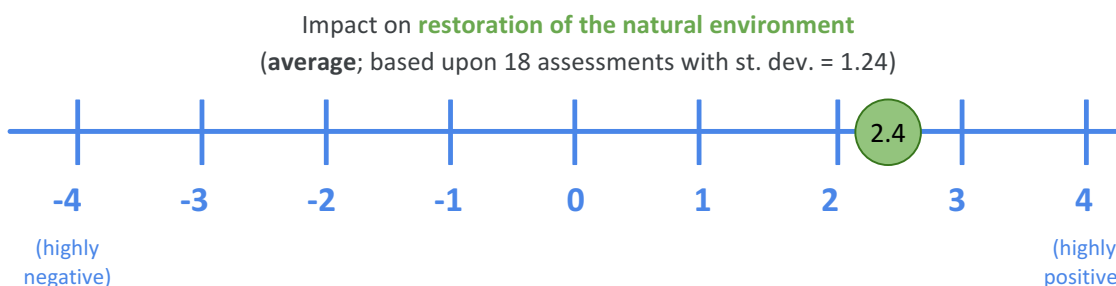 Impact on restoration of the natural environment
(average; based upon 18 assessments with st. dev. = 1.24)
2.4
-4 -3 -2 -1 0 1 2 3 4
(highly (highly
negative) positive